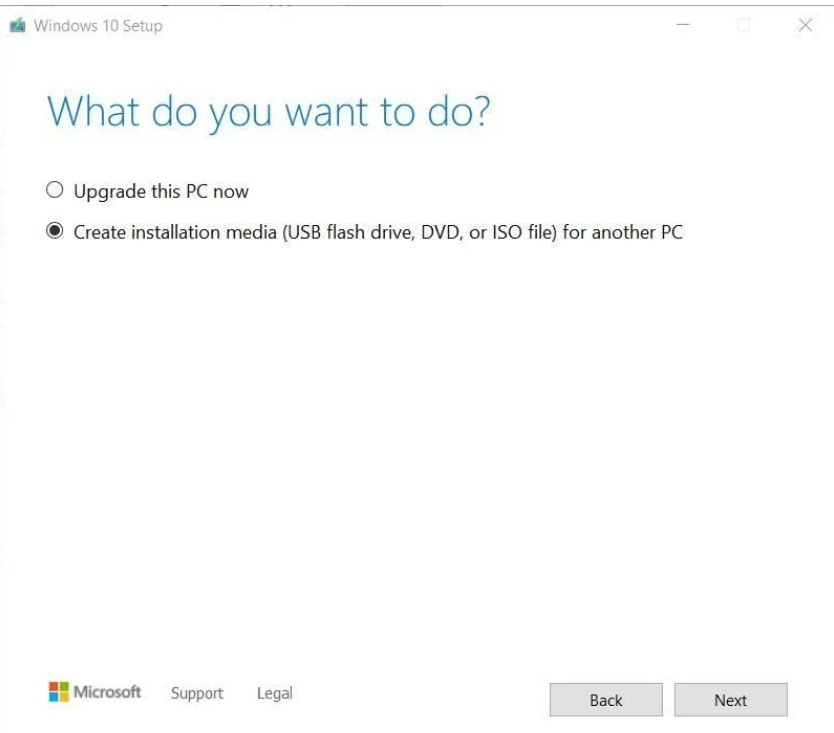 Windows 10 Setup
What do you want to do?
Upgrade this PC now
Create installation media (USB flash drive, DVD, or ISO file) for another PC
Microsoft Support Legal Back Next